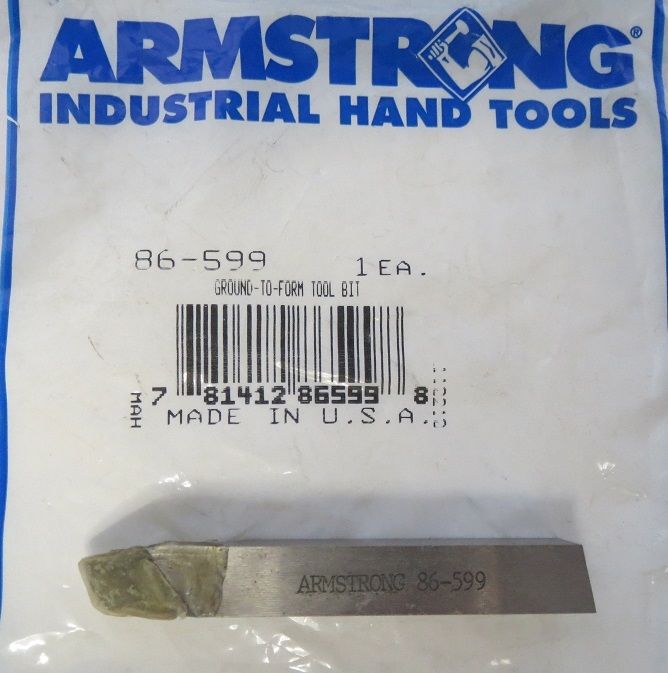 ARMSTRONG®
INDUSTRIAL HAND TOOLS
86-599 1 EA.
GROUND-TO-FORM TOOL BIT
7 81412 86599 8
MAH
MADE IN U.S.A.
ARMSTRONG 86-599